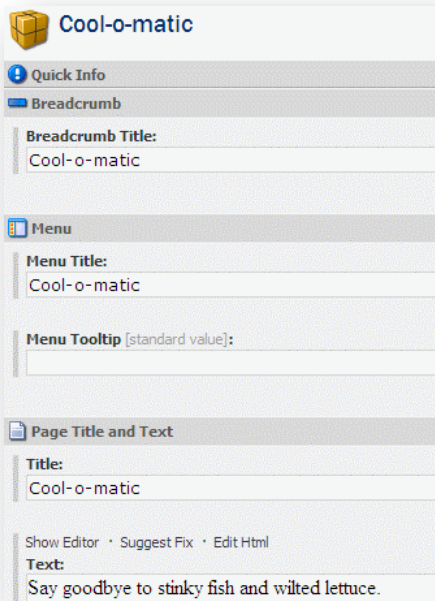 Cool-o-matic
Quick Info
Breadcrumb
Breadcrumb Title:
Cool-o-matic
Menu
Menu Title:
Cool-o-matic
Menu Tooltip [standard value]:
Page Title and Text
Title:
Cool-o-matic
Show Editor · Suggest Fix · Edit Html
Text:
Say goodbye to stinky fish and wilted lettuce.